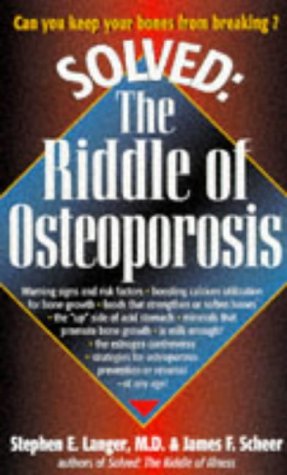 Can you keep your bones from breaking?
SOLVED:
The
Riddle of
Osteoporosis
Warning signs and risk factors • boosting calcium utilization
for bone growth • foods that strengthen or soften bones
• the "up" side of acid stomach • minerals that
promote bone growth • is milk enough?
• the estrogen controversy
• strategies for osteoporosis
prevention or reversal
—at any age!
Stephen E. Langer, M.D. & James F. Scheer
authors of Solved: The Riddle of Illness